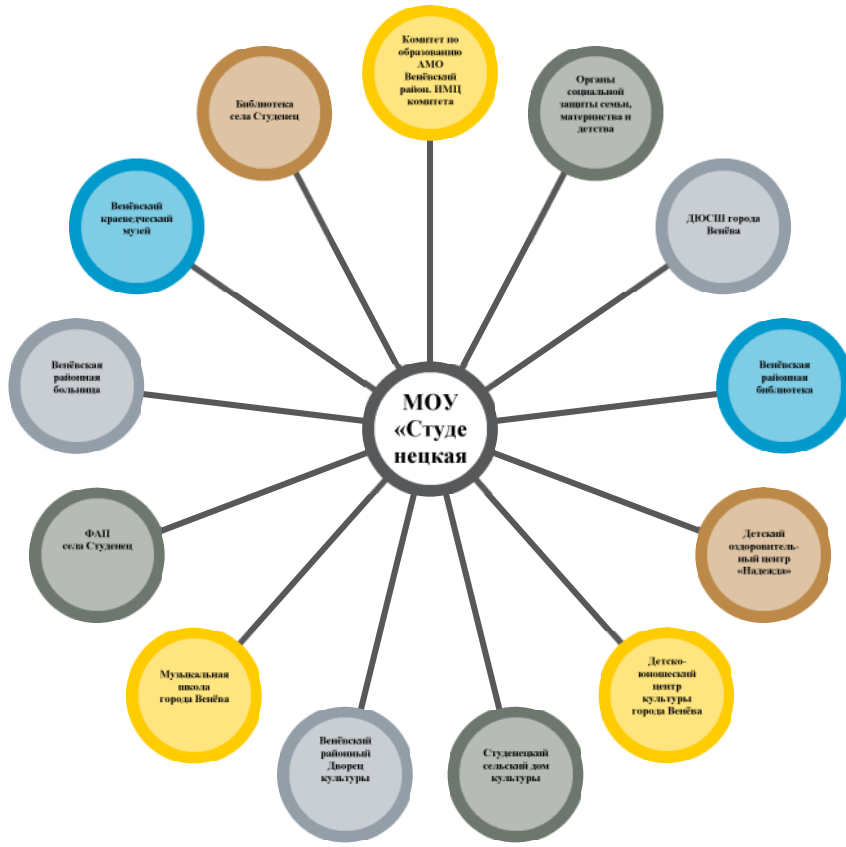 Комитет по
образованию
АМО
Венёвский
район. ИМЦ
комитета
Органы
социальной
защиты семьи,
материнства и
детства
ДЮСШ города
Венёва
Венёвская
районная
библиотека
Детский
оздоровитель-
ный центр
«Надежда»
Детско-
юношеский
центр
культуры
города Венёва
Студенецкий
сельский дом
культуры
Венёвский
районный
Дворец
культуры
Музыкальная
школа
города Венёва
ФАП
села Студенец
Венёвская
районная
больница
Венёвский
краеведческий
музей
Библиотека
села Студенец
МОУ
«Студе
нецкая